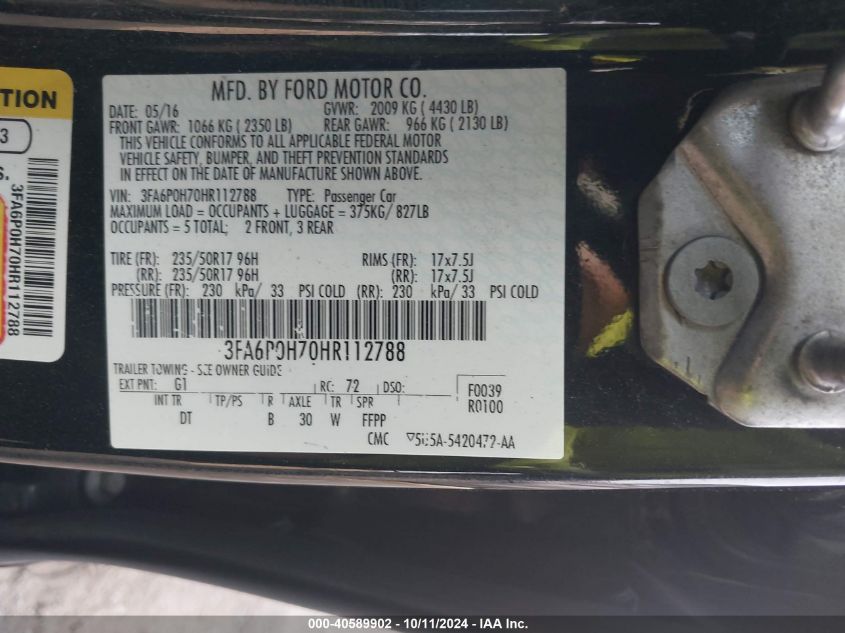 MFD. BY FORD MOTOR CO.
DATE: 05/16 GVWR: 2009 KG ( 4430 LB)
FRONT GAWR: 1066 KG ( 2350 LB) REAR GAWR: 966 KG ( 2130 LB)
THIS VEHICLE CONFORMS TO ALL APPLICABLE FEDERAL MOTOR
VEHICLE SAFETY, BUMPER, AND THEFT PREVENTION STANDARDS
IN EFFECT ON THE DATE OF MANUFACTURE SHOWN ABOVE.
VIN: 3FA6P0H70HR112788 TYPE: Passenger Car
MAXIMUM LOAD = OCCUPANTS + LUGGAGE = 375KG/ 827LB
OCCUPANTS = 5 TOTAL; 2 FRONT, 3 REAR
TIRE (FR): 235/50R17 96H RIMS (FR): 17x7.5J
(RR): 235/50R17 96H (RR): 17x7.5J
PRESSURE (FR): 230 kPa/ 33 PSI COLD (RR): 230 kPa/33 PSI COLD
3FA6P0H70HR112788
TRAILER TOWING - SEE OWNER GUIDE
EXT PNT: G1 RC: 72 DSO: F0039
INT TR TP/PS R AXLE TR SPR R0100
DT B 30 W FFPP
CMC 5420472-AA
TION
3
S.
3FA6P0H70HR112788
000-40589902 - 10/11/2024 - IAA Inc.